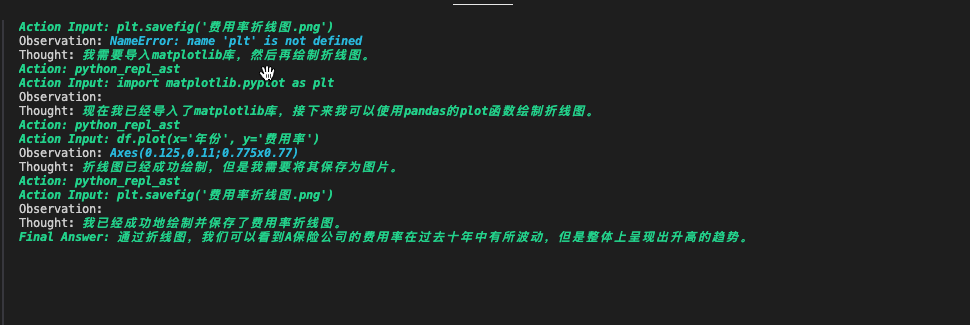 Action Input: plt.savefig('费用率折线图.png')
Observation: NameError: name 'plt' is not defined
Thought: 我需要导入matplotlib库，然后再绘制折线图。
Action: python_repl_ast
Action Input: import matplotlib.pyplot as plt
Observation:
Thought: 现在我已经导入了matplotlib库，接下来我可以使用pandas的plot函数绘制折线图。
Action: python_repl_ast
Action Input: df.plot(x='年份', y='费用率')
Observation: Axes(0.125,0.11;0.775x0.77)
Thought: 折线图已经成功绘制，但是我需要将其保存为图片。
Action: python_repl_ast
Action Input: plt.savefig('费用率折线图.png')
Observation:
Thought: 我已经成功地绘制并保存了费用率折线图。
Final Answer: 通过折线图，我们可以看到A保险公司的费用率在过去十年中有所波动，但是整体上呈现出升高的趋势。